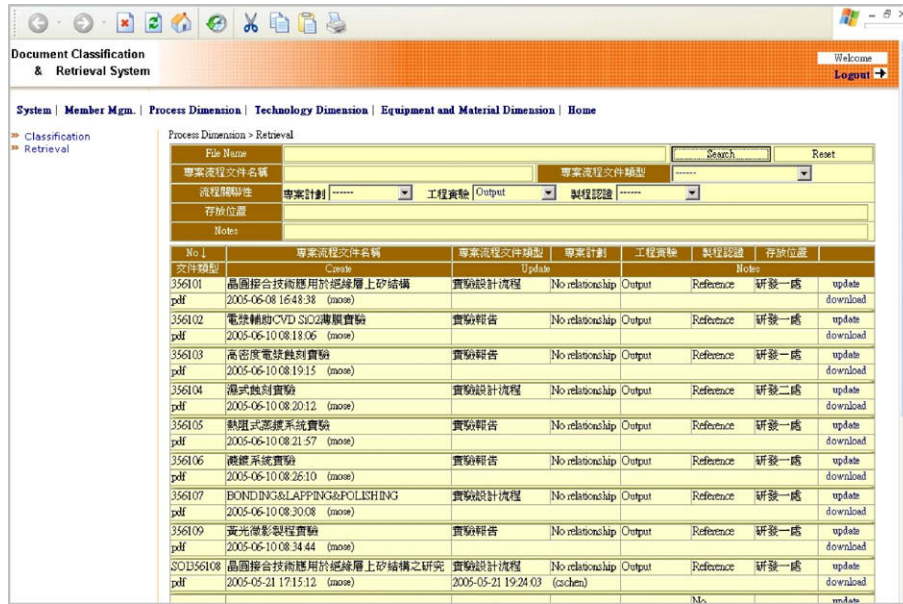 Document Classification
& Retrieval System
Welcome
Logout
System | Member Mgm. | Process Dimension | Technology Dimension | Equipment and Material Dimension | Home
Classification
Retrieval
Process Dimension > Retrieval
File Name Search Reset
專案流程文件名稱 專案流程文件類型 ------
流程關聯性 專案計劃 ------ 工程實驗 Output 製程認證 ------
存放位置
Notes
No↓ 專案流程文件名稱 專案流程文件類型 專案計劃 工程實驗 製程認證 存放位置
文件類型 Create Update Notes
356101 晶圓接合技術應用於絕緣層上矽結構 實驗設計流程 No relationship Output Reference 研發一處 update
pdf 2005-06-08 16:48:38 (more) download
356102 電漿輔助CVD SiO2薄膜實驗 實驗報告 No relationship Output Reference 研發一處 update
pdf 2005-06-10 08:18:06 (more) download
356103 高密度電漿蝕刻實驗 實驗報告 No relationship Output Reference 研發一處 update
pdf 2005-06-10 08:19:15 (more) download
356104 濕式蝕刻實驗 實驗設計流程 No relationship Output Reference 研發二處 update
pdf 2005-06-10 08:20:12 (more) download
356105 熱阻式蒸鍍系統實驗 實驗報告 No relationship Output Reference 研發一處 update
pdf 2005-06-10 08:21:57 (more) download
356106 濺鍍系統實驗 實驗報告 No relationship Output Reference 研發一處 update
pdf 2005-06-10 08:26:10 (more) download
356107 BONDING&LAPPING&POLISHING 實驗設計流程 No relationship Output Reference 研發一處 update
pdf 2005-06-10 08:30:08 (more) download
356109 黃光微影製程實驗 實驗報告 No relationship Output Reference 研發一處 update
pdf 2005-06-10 08:34:44 (more) download
SOI356108 晶圓接合技術應用於絕緣層上矽結構之研究 實驗設計流程 No relationship Output Reference 研發一處 update
pdf 2005-05-21 17:15:12 (more) 2005-05-21 19:24:03 (cschen) download
No update